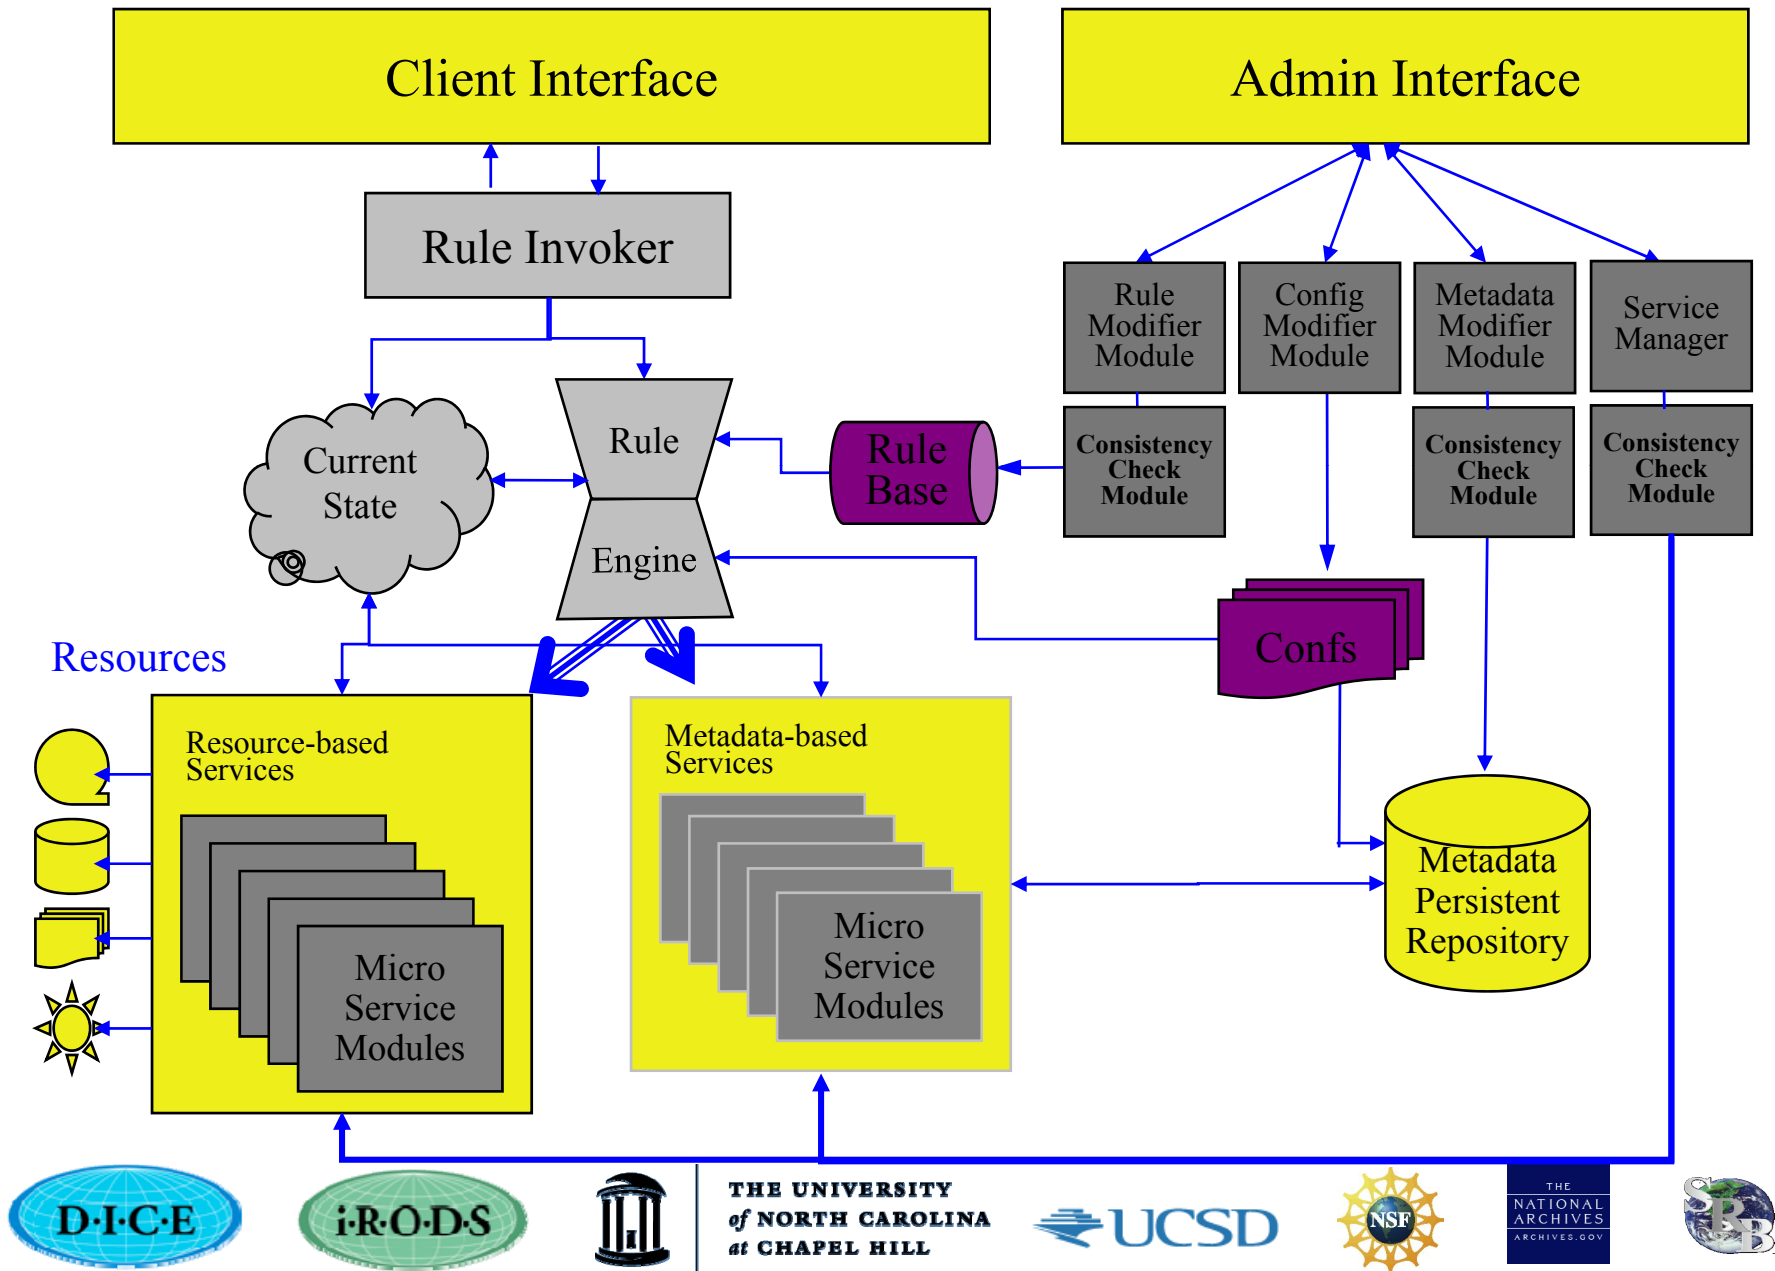 Client Interface
Admin Interface
Rule Invoker
Rule
Modifier
Module
Config
Modifier
Module
Metadata
Modifier
Module
Service
Manager
Current
State
Rule
Engine
Rule
Base
Consistency
Check
Module
Consistency
Check
Module
Consistency
Check
Module
Confs
Resources
Resource-based
Services
Micro
Service
Modules
Metadata-based
Services
Micro
Service
Modules
Metadata
Persistent
Repository
D·I·C·E
i·R·O·D·S
THE UNIVERSITY
of NORTH CAROLINA
at CHAPEL HILL
UCSD
NSF
THE
NATIONAL
ARCHIVES
ARCHIVES.GOV
SRB